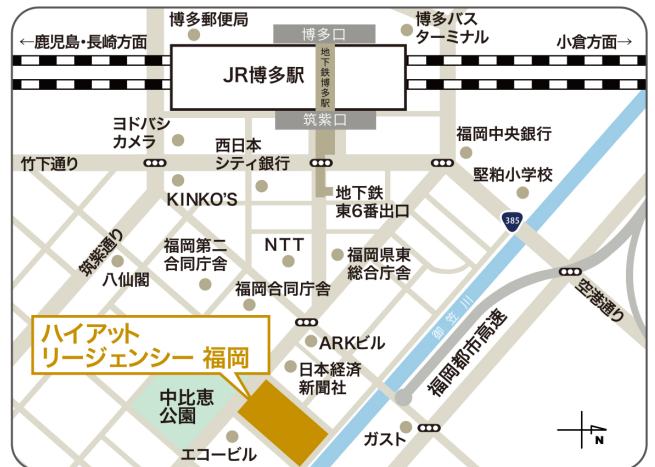 博多郵便局
博多口
博多バス
ターミナル
←鹿児島・長崎方面
小倉方面→
JR博多駅
地下鉄博多駅
筑紫口
ヨドバシ
カメラ
西日本
シティ銀行
福岡中央銀行
竹下通り
堅粕小学校
KINKO'S
地下鉄
東6番出口
385
筑紫通り
福岡第二
合同庁舎
NTT
福岡県東
総合庁舎
八仙閣
空港通り
福岡合同庁舎
御笠川
福岡都市高速
ハイアット
リージェンシー 福岡
ARKビル
日本経済
新聞社
中比恵
公園
ガスト
エコービル
N